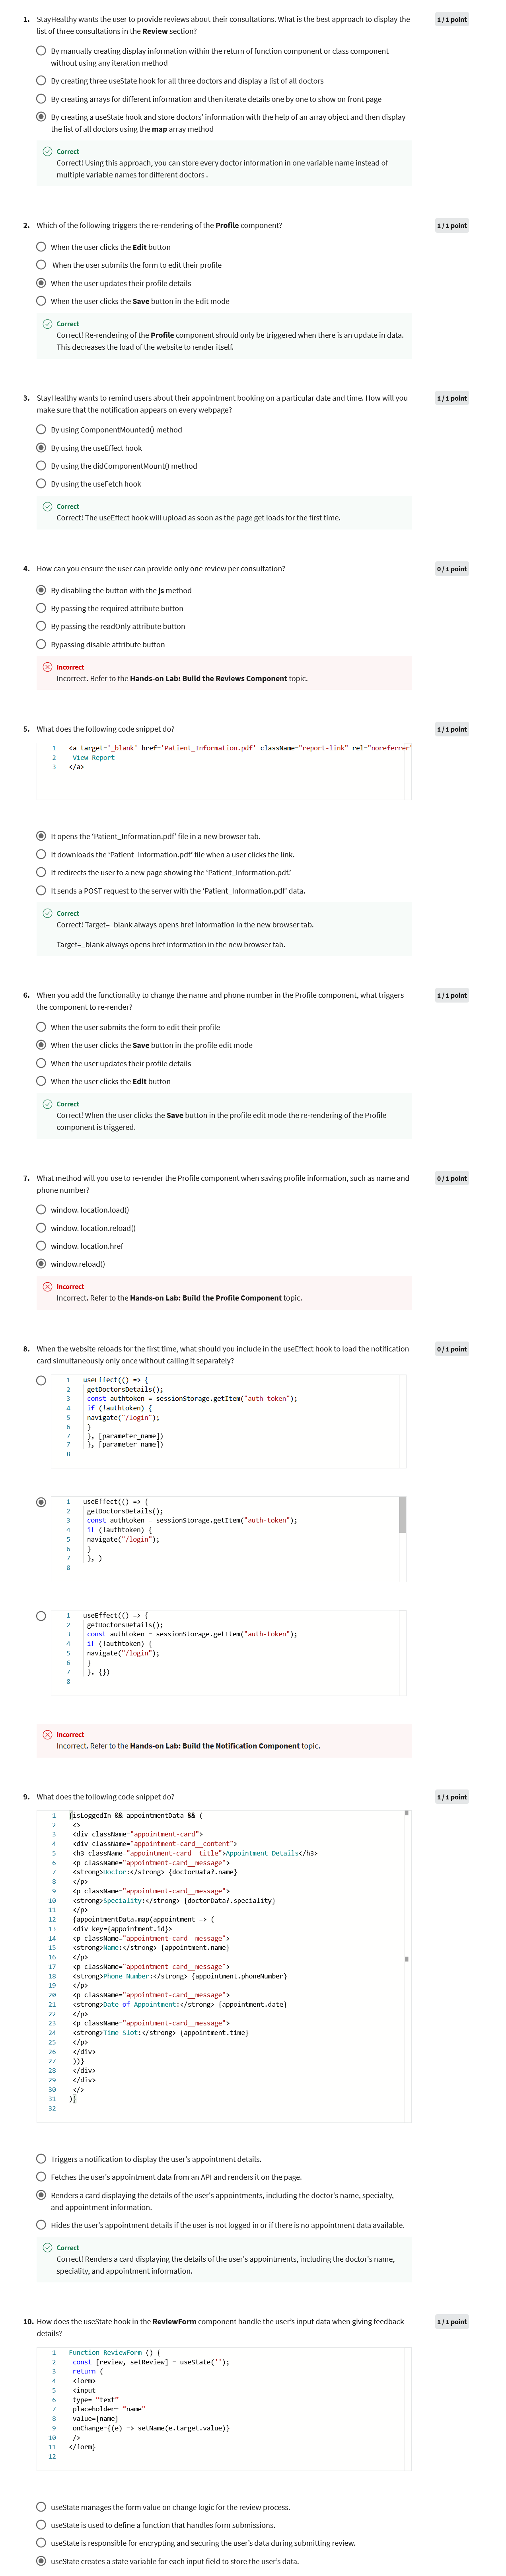 1. StayHealthy wants the user to provide reviews about their consultations. What is the best approach to display the
list of three consultations in the Review section?
1 / 1 point
By manually creating display information within the return of function component or class component
without using any iteration method
By creating three useState hook for all three doctors and display a list of all doctors
By creating arrays for different information and then iterate details one by one to show on front page
By creating a useState hook and store doctors' information with the help of an array object and then display
the list of all doctors using the map array method
Correct
Correct! Using this approach, you can store every doctor information in one variable name instead of
multiple variable names for different doctors .
2. Which of the following triggers the re-rendering of the Profile component?
1 / 1 point
When the user clicks the Edit button
When the user submits the form to edit their profile
When the user updates their profile details
When the user clicks the Save button in the Edit mode
Correct
Correct! Re-rendering of the Profile component should only be triggered when there is an update in data.
This decreases the load of the website to render itself.
3. StayHealthy wants to remind users about their appointment booking on a particular date and time. How will you
make sure that the notification appears on every webpage?
1 / 1 point
By using ComponentMounted() method
By using the useEffect hook
By using the didComponentMount() method
By using the useFetch hook
Correct
Correct! The useEffect hook will upload as soon as the page get loads for the first time.
4. How can you ensure the user can provide only one review per consultation?
0 / 1 point
By disabling the button with the js method
By passing the required attribute button
By passing the readOnly attribute button
Bypassing disable attribute button
Incorrect
Incorrect. Refer to the Hands-on Lab: Build the Reviews Component topic.
5. What does the following code snippet do?
1 / 1 point
1 <a target='_blank' href='Patient_Information.pdf' className="report-link" rel="noreferrer"
2 View Report
3 </a>
It opens the 'Patient_Information.pdf' file in a new browser tab.
It downloads the 'Patient_Information.pdf' file when a user clicks the link.
It redirects the user to a new page showing the 'Patient_Information.pdf.'
It sends a POST request to the server with the 'Patient_Information.pdf' data.
Correct
Correct! Target=_blank always opens href information in the new browser tab.
Target=_blank always opens href information in the new browser tab.
6. When you add the functionality to change the name and phone number in the Profile component, what triggers
the component to re-render?
1 / 1 point
When the user submits the form to edit their profile
When the user clicks the Save button in the profile edit mode
When the user updates their profile details
When the user clicks the Edit button
Correct
Correct! When the user clicks the Save button in the profile edit mode the re-rendering of the Profile
component is triggered.
7. What method will you use to re-render the Profile component when saving profile information, such as name and
phone number?
0 / 1 point
window. location.load()
window. location.reload()
window. location.href
window.reload()
Incorrect
Incorrect. Refer to the Hands-on Lab: Build the Profile Component topic.
8. When the website reloads for the first time, what should you include in the useEffect hook to load the notification
card simultaneously only once without calling it separately?
0 / 1 point
1 useEffect(() => {
2 getDoctorsDetails();
3 const authtoken = sessionStorage.getItem("auth-token");
4 if (!authtoken) {
5 navigate("/login");
6 }
7 }, [parameter_name])
7 }, [parameter_name])
8
1 useEffect(() => {
2 getDoctorsDetails();
3 const authtoken = sessionStorage.getItem("auth-token");
4 if (!authtoken) {
5 navigate("/login");
6 }
7 }, )
8
1 useEffect(() => {
2 getDoctorsDetails();
3 const authtoken = sessionStorage.getItem("auth-token");
4 if (!authtoken) {
5 navigate("/login");
6 }
7 }, {})
8
Incorrect
Incorrect. Refer to the Hands-on Lab: Build the Notification Component topic.
9. What does the following code snippet do?
1 / 1 point
1 {isLoggedIn && appointmentData && (
2 <>
3 <div className="appointment-card">
4 <div className="appointment-card__content">
5 <h3 className="appointment-card__title">Appointment Details</h3>
6 <p className="appointment-card__message">
7 <strong>Doctor:</strong> {doctorData?.name}
8 </p>
9 <p className="appointment-card__message">
10 <strong>Speciality:</strong> {doctorData?.speciality}
11 </p>
12 {appointmentData.map(appointment => (
13 <div key={appointment.id}>
14 <p className="appointment-card__message">
15 <strong>Name:</strong> {appointment.name}
16 </p>
17 <p className="appointment-card__message">
18 <strong>Phone Number:</strong> {appointment.phoneNumber}
19 </p>
20 <p className="appointment-card__message">
21 <strong>Date of Appointment:</strong> {appointment.date}
22 </p>
23 <p className="appointment-card__message">
24 <strong>Time Slot:</strong> {appointment.time}
25 </p>
26 </div>
27 ))}
28 </div>
29 </div>
30 </>
31 )}
32
Triggers a notification to display the user's appointment details.
Fetches the user's appointment data from an API and renders it on the page.
Renders a card displaying the details of the user's appointments, including the doctor's name, specialty,
and appointment information.
Hides the user's appointment details if the user is not logged in or if there is no appointment data available.
Correct
Correct! Renders a card displaying the details of the user's appointments, including the doctor's name,
speciality, and appointment information.
10. How does the useState hook in the ReviewForm component handle the user's input data when giving feedback
details?
1 / 1 point
1 Function ReviewForm () {
2 const [review, setReview] = useState('');
3 return {
4 <form>
5 <input
6 type= "text"
7 placeholder= "name"
8 value={name}
9 onChange={(e) => setName(e.target.value)}
10 />
11 </form}
12
useState manages the form value on change logic for the review process.
useState is used to define a function that handles form submissions.
useState is responsible for encrypting and securing the user's data during submitting review.
useState creates a state variable for each input field to store the user's data.